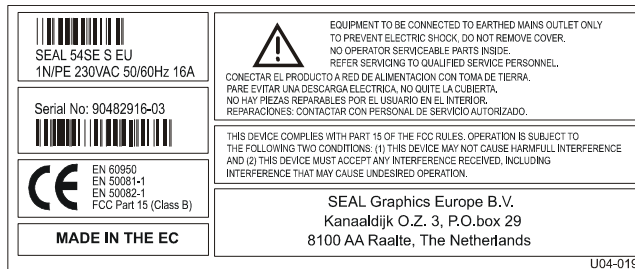 SEAL 54SE S EU
1N/PE 230VAC 50/60Hz 16A
Serial No: 90482916-03
CE
EN 60950
EN 50081-1
EN 50082-1
FCC Part 15 (Class B)
MADE IN THE EC
EQUIPMENT TO BE CONNECTED TO EARTHED MAINS OUTLET ONLY
TO PREVENT ELECTRIC SHOCK, DO NOT REMOVE COVER.
NO OPERATOR SERVICEABLE PARTS INSIDE.
REFER SERVICING TO QUALIFIED SERVICE PERSONNEL.
CONECTAR EL PRODUCTO A RED DE ALIMENTACION CON TOMA DE TIERRA.
PARE EVITAR UNA DESCARGA ELECTRICA, NO QUITE LA CUBIERTA.
NO HAY PIEZAS REPARABLES POR EL USUARIO EN EL INTERIOR.
REPARACIÓNES: CONTACTAR CON PERSONAL DE SERVICIO AUTORIZADO.
THIS DEVICE COMPLIES WITH PART 15 OF THE FCC RULES. OPERATION IS SUBJECT TO
THE FOLLOWING TWO CONDITIONS: (1) THIS DEVICE MAY NOT CAUSE HARMFULL INTERFERENCE
AND (2) THIS DEVICE MUST ACCEPT ANY INTERFERENCE RECEIVED, INCLUDING
INTERFERENCE THAT MAY CAUSE UNDESIRED OPERATION.
SEAL Graphics Europe B.V.
Kanaaldijk O.Z. 3, P.O.box 29
8100 AA Raalte, The Netherlands
U04-019